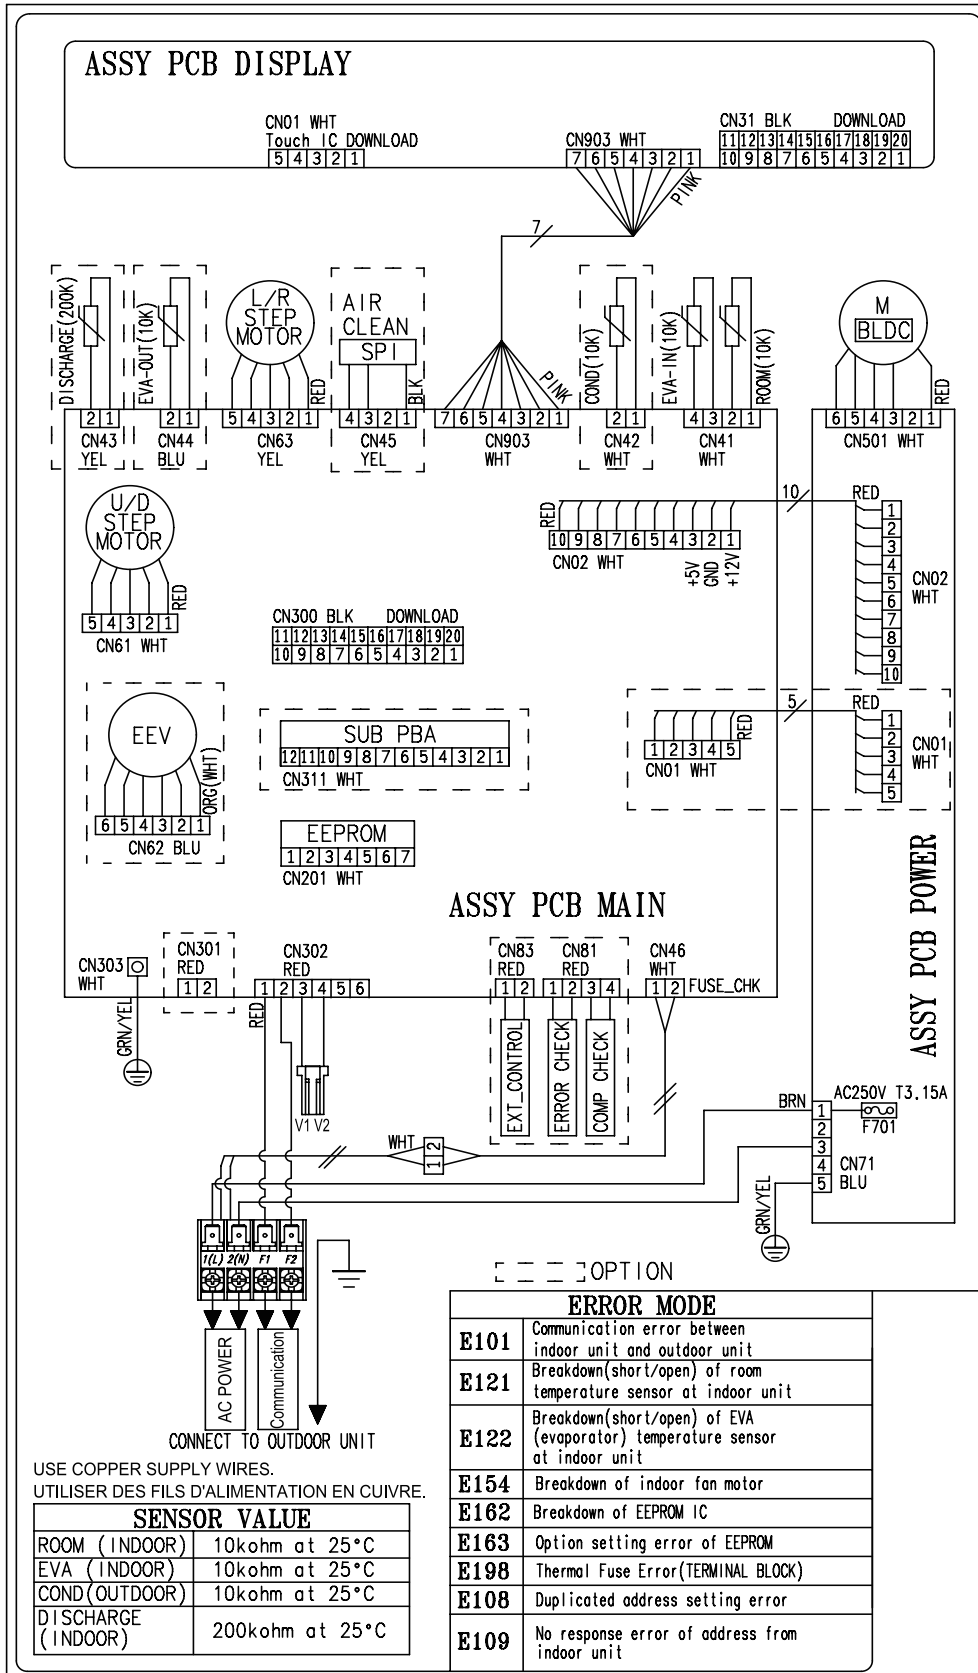 ASSY PCB DISPLAY
CN01 WHT
Touch IC DOWNLOAD
5 4 3 2 1
CN903 WHT
7 6 5 4 3 2 1
CN31 BLK DOWNLOAD
11 12 13 14 15 16 17 18 19 20
10 9 8 7 6 5 4 3 2 1
PINK
7
DISCHARGE(200K)
2 1
CN43
YEL
EVA-OUT(10K)
2 1
CN44
BLU
L/R
STEP
MOTOR
RED
5 4 3 2 1
CN63
YEL
AIR
CLEAN
SPI
BLK
4 3 2 1
CN45
YEL
PINK
7 6 5 4 3 2 1
CN903
WHT
COND(10K)
2 1
CN42
WHT
EVA-IN(10K)
ROOM(10K)
4 3 2 1
CN41
WHT
M
BLDC
RED
6 5 4 3 2 1
CN501 WHT
U/D
STEP
MOTOR
RED
5 4 3 2 1
CN61 WHT
RED
10 9 8 7 6 5 4 3 2 1
CN02 WHT
+5V
GND
+12V
10
RED
1
2
3
4
5
6
7
8
9
10
CN02
WHT
CN300 BLK DOWNLOAD
11 12 13 14 15 16 17 18 19 20
10 9 8 7 6 5 4 3 2 1
EEV
ORG(WHT)
6 5 4 3 2 1
CN62 BLU
SUB PBA
12 11 10 9 8 7 6 5 4 3 2 1
CN311 WHT
RED
1 2 3 4 5
CN01 WHT
5
RED
1
2
3
4
5
CN01
WHT
EEPROM
1 2 3 4 5 6 7
CN201 WHT
ASSY PCB MAIN
ASSY PCB POWER
CN303
WHT
GRN/YEL
CN301
RED
1 2
CN302
RED
1 2 3 4 5 6
RED
V1 V2
CN83
RED
1 2
EXT_CONTROL
CN81
RED
1 2 3 4
ERROR CHECK
COMP CHECK
CN46
WHT
1 2 FUSE_CHK
WHT
1 2
BRN
1
2
3
4
5
AC250V T3.15A
F701
CN71
BLU
GRN/YEL
1(L) 2(N) F1 F2
AC POWER
Communication
CONNECT TO OUTDOOR UNIT
OPTION
USE COPPER SUPPLY WIRES.
UTILISER DES FILS D'ALIMENTATION EN CUIVRE.
SENSOR VALUE
ROOM (INDOOR) 10kohm at 25°C
EVA (INDOOR) 10kohm at 25°C
COND(OUTDOOR) 10kohm at 25°C
DISCHARGE
(INDOOR) 200kohm at 25°C
ERROR MODE
E101 Communication error between
indoor unit and outdoor unit
E121 Breakdown(short/open) of room
temperature sensor at indoor unit
E122 Breakdown(short/open) of EVA
(evaporator) temperature sensor
at indoor unit
E154 Breakdown of indoor fan motor
E162 Breakdown of EEPROM IC
E163 Option setting error of EEPROM
E198 Thermal Fuse Error(TERMINAL BLOCK)
E108 Duplicated address setting error
E109 No response error of address from
indoor unit